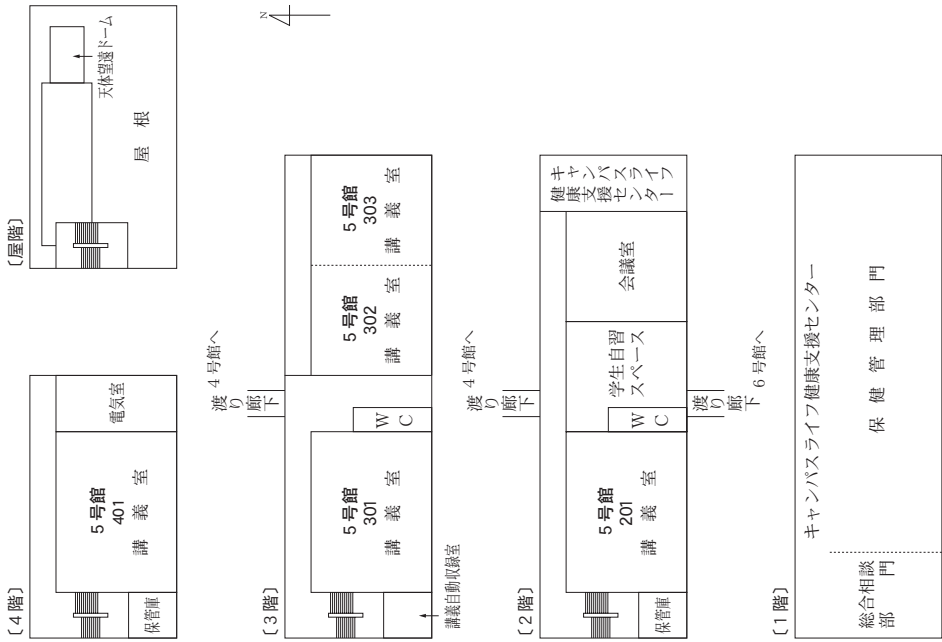 〔屋階〕
天体望遠ドーム
屋根
N
〔4階〕
電気室
5号館
401
講義室
保管庫
〔3階〕
4号館へ
渡り廊下
5号館
303
講義室
5号館
302
講義室
WC
5号館
301
講義室
講義自動収録室
〔2階〕
4号館へ
渡り廊下
キャンパスライフ
健康支援センター
会議室
学生自習
スペース
WC
渡り廊下
6号館へ
5号館
201
講義室
保管庫
〔1階〕
キャンパスライフ健康支援センター
保健管理部門
総合相談
部門